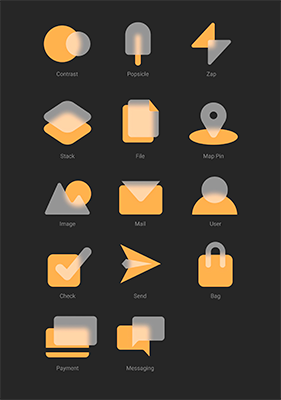 Contrast
Popsicle
Zap
Stack
File
Map Pin
Image
Mail
User
Check
Send
Bag
Payment
Messaging